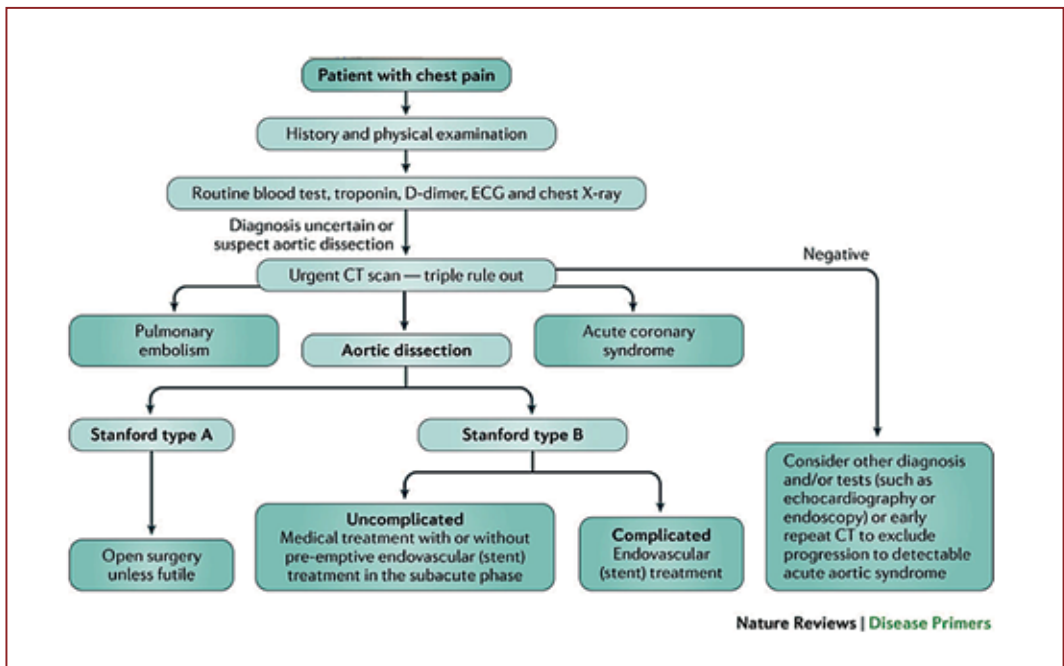 Patient with chest pain
History and physical examination
Routine blood test, troponin, D-dimer, ECG and chest X-ray
Diagnosis uncertain or
suspect aortic dissection
Negative
Urgent CT scan — triple rule out
Pulmonary
embolism
Aortic dissection
Acute coronary
syndrome
Stanford type A
Stanford type B
Open surgery
unless futile
Uncomplicated
Medical treatment with or without
pre-emptive endovascular (stent)
treatment in the subacute phase
Complicated
Endovascular
(stent) treatment
Consider other diagnosis
and/or tests (such as
echocardiography or
endoscopy) or early
repeat CT to exclude
progression to detectable
acute aortic syndrome
Nature Reviews | Disease Primers